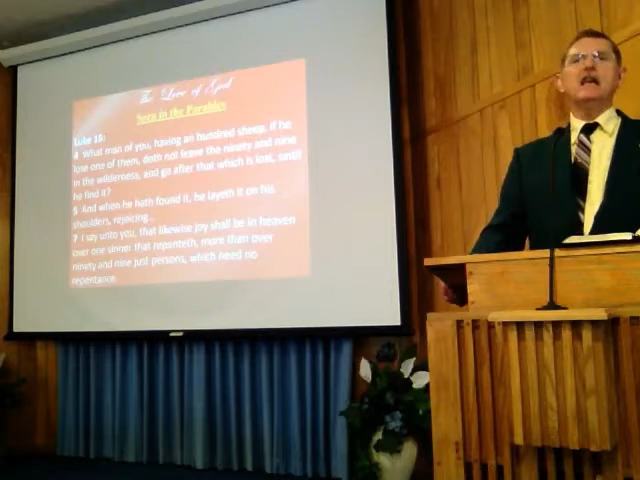 The Love of God
Seen in the Parables
Luke 15:
4 What man of you, having an hundred sheep, if he
lose one of them, doth not leave the ninety and nine
in the wilderness, and go after that which is lost, until
he find it?
5 And when he hath found it, he layeth it on his
shoulders, rejoicing...
7 I say unto you, that likewise joy shall be in heaven
over one sinner that repenteth, more than over
ninety and nine just persons, which need no
repentance.